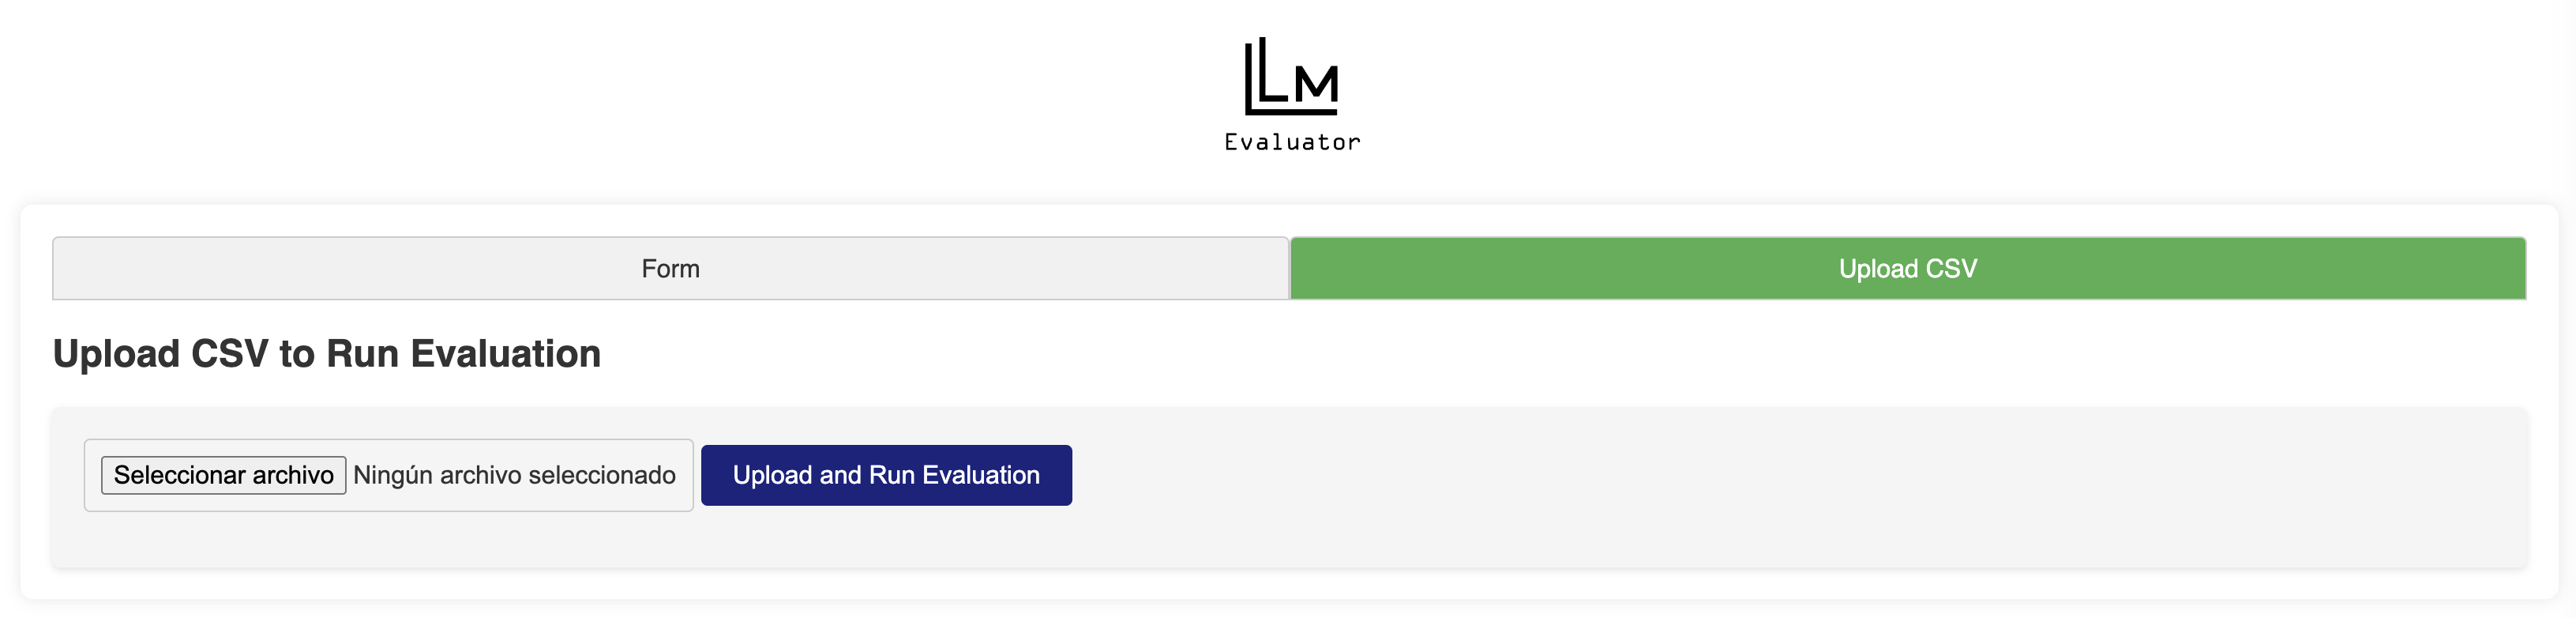 LLM
Evaluator
Form
Upload CSV
Upload CSV to Run Evaluation
Seleccionar archivo Ningún archivo seleccionado
Upload and Run Evaluation